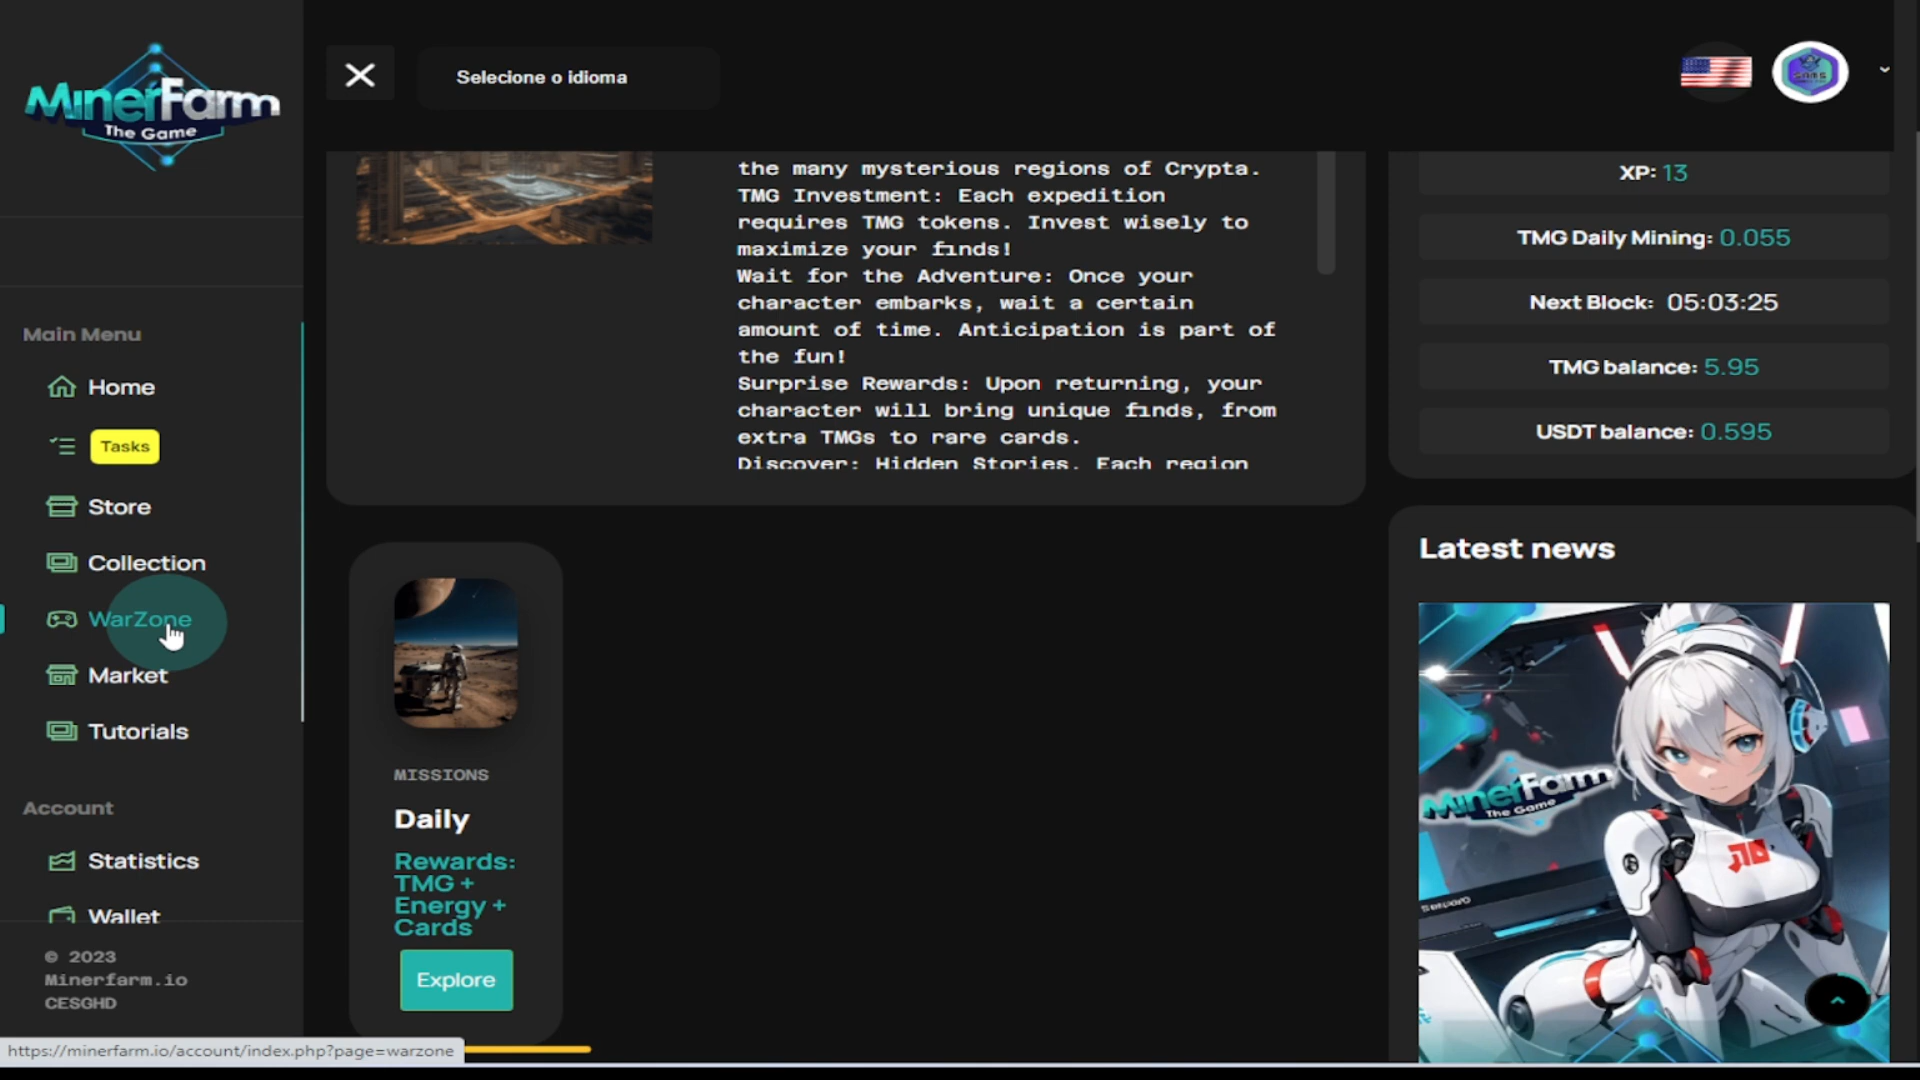 MinerFarm
The Game
Selecione o idioma
Main Menu
Home
Tasks
Store
Collection
WarZone
Market
Tutorials
Account
Statistics
Wallet
© 2023
Minerfarm.io
CESGHD
https://minerfarm.io/account/index.php?page=warzone
the many mysterious regions of Crypta.
TMG Investment: Each expedition
requires TMG tokens. Invest wisely to
maximize your finds!
Wait for the Adventure: Once your
character embarks, wait a certain
amount of time. Anticipation is part of
the fun!
Surprise Rewards: Upon returning, your
character will bring unique finds, from
extra TMGs to rare cards.
Discover: Hidden Stories. Each region
MISSIONS
Daily
Rewards:
TMG +
Energy +
Cards
Explore
XP: 13
TMG Daily Mining: 0.055
Next Block: 05:03:25
TMG balance: 5.95
USDT balance: 0.595
Latest news
MinerFarm
The Game